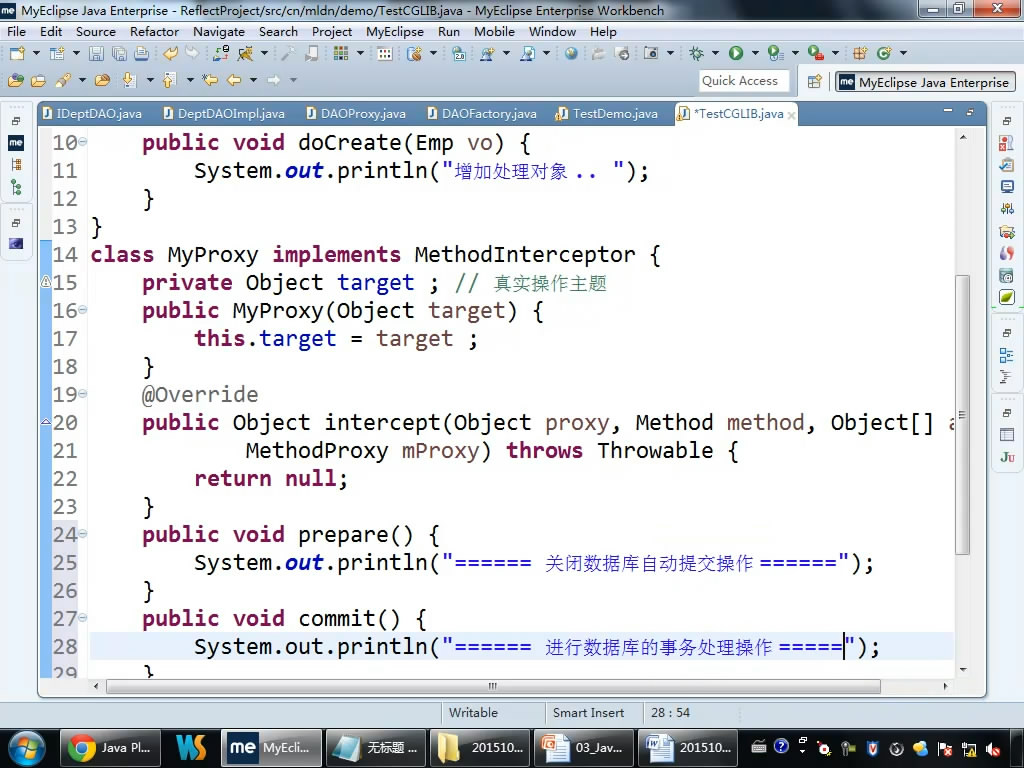 MyEclipse Java Enterprise - ReflectProject/src/cn/mldn/demo/TestCGLIB.java - MyEclipse Enterprise Workbench
File Edit Source Refactor Navigate Search Project MyEclipse Run Mobile Window Help
Quick Access
me MyEclipse Java Enterprise
IDeptDAO.java DeptDAOImpl.java DAOProxy.java DAOFactory.java TestDemo.java *TestCGLIB.java
10 public void doCreate(Emp vo) {
11 System.out.println("增加处理对象 .. ");
12 }
13 }
14 class MyProxy implements MethodInterceptor {
15 private Object target ; // 真实操作主题
16 public MyProxy(Object target) {
17 this.target = target ;
18 }
19 @Override
20 public Object intercept(Object proxy, Method method, Object[] a
21 MethodProxy mProxy) throws Throwable {
22 return null;
23 }
24 public void prepare() {
25 System.out.println("====== 关闭数据库自动提交操作 ======");
26 }
27 public void commit() {
28 System.out.println("====== 进行数据库的事务处理操作 =====");
29 }
Writable Smart Insert 28 : 54
Java Pl... me MyEcli... 无标题 ... 201510... 03_Jav... 201510...